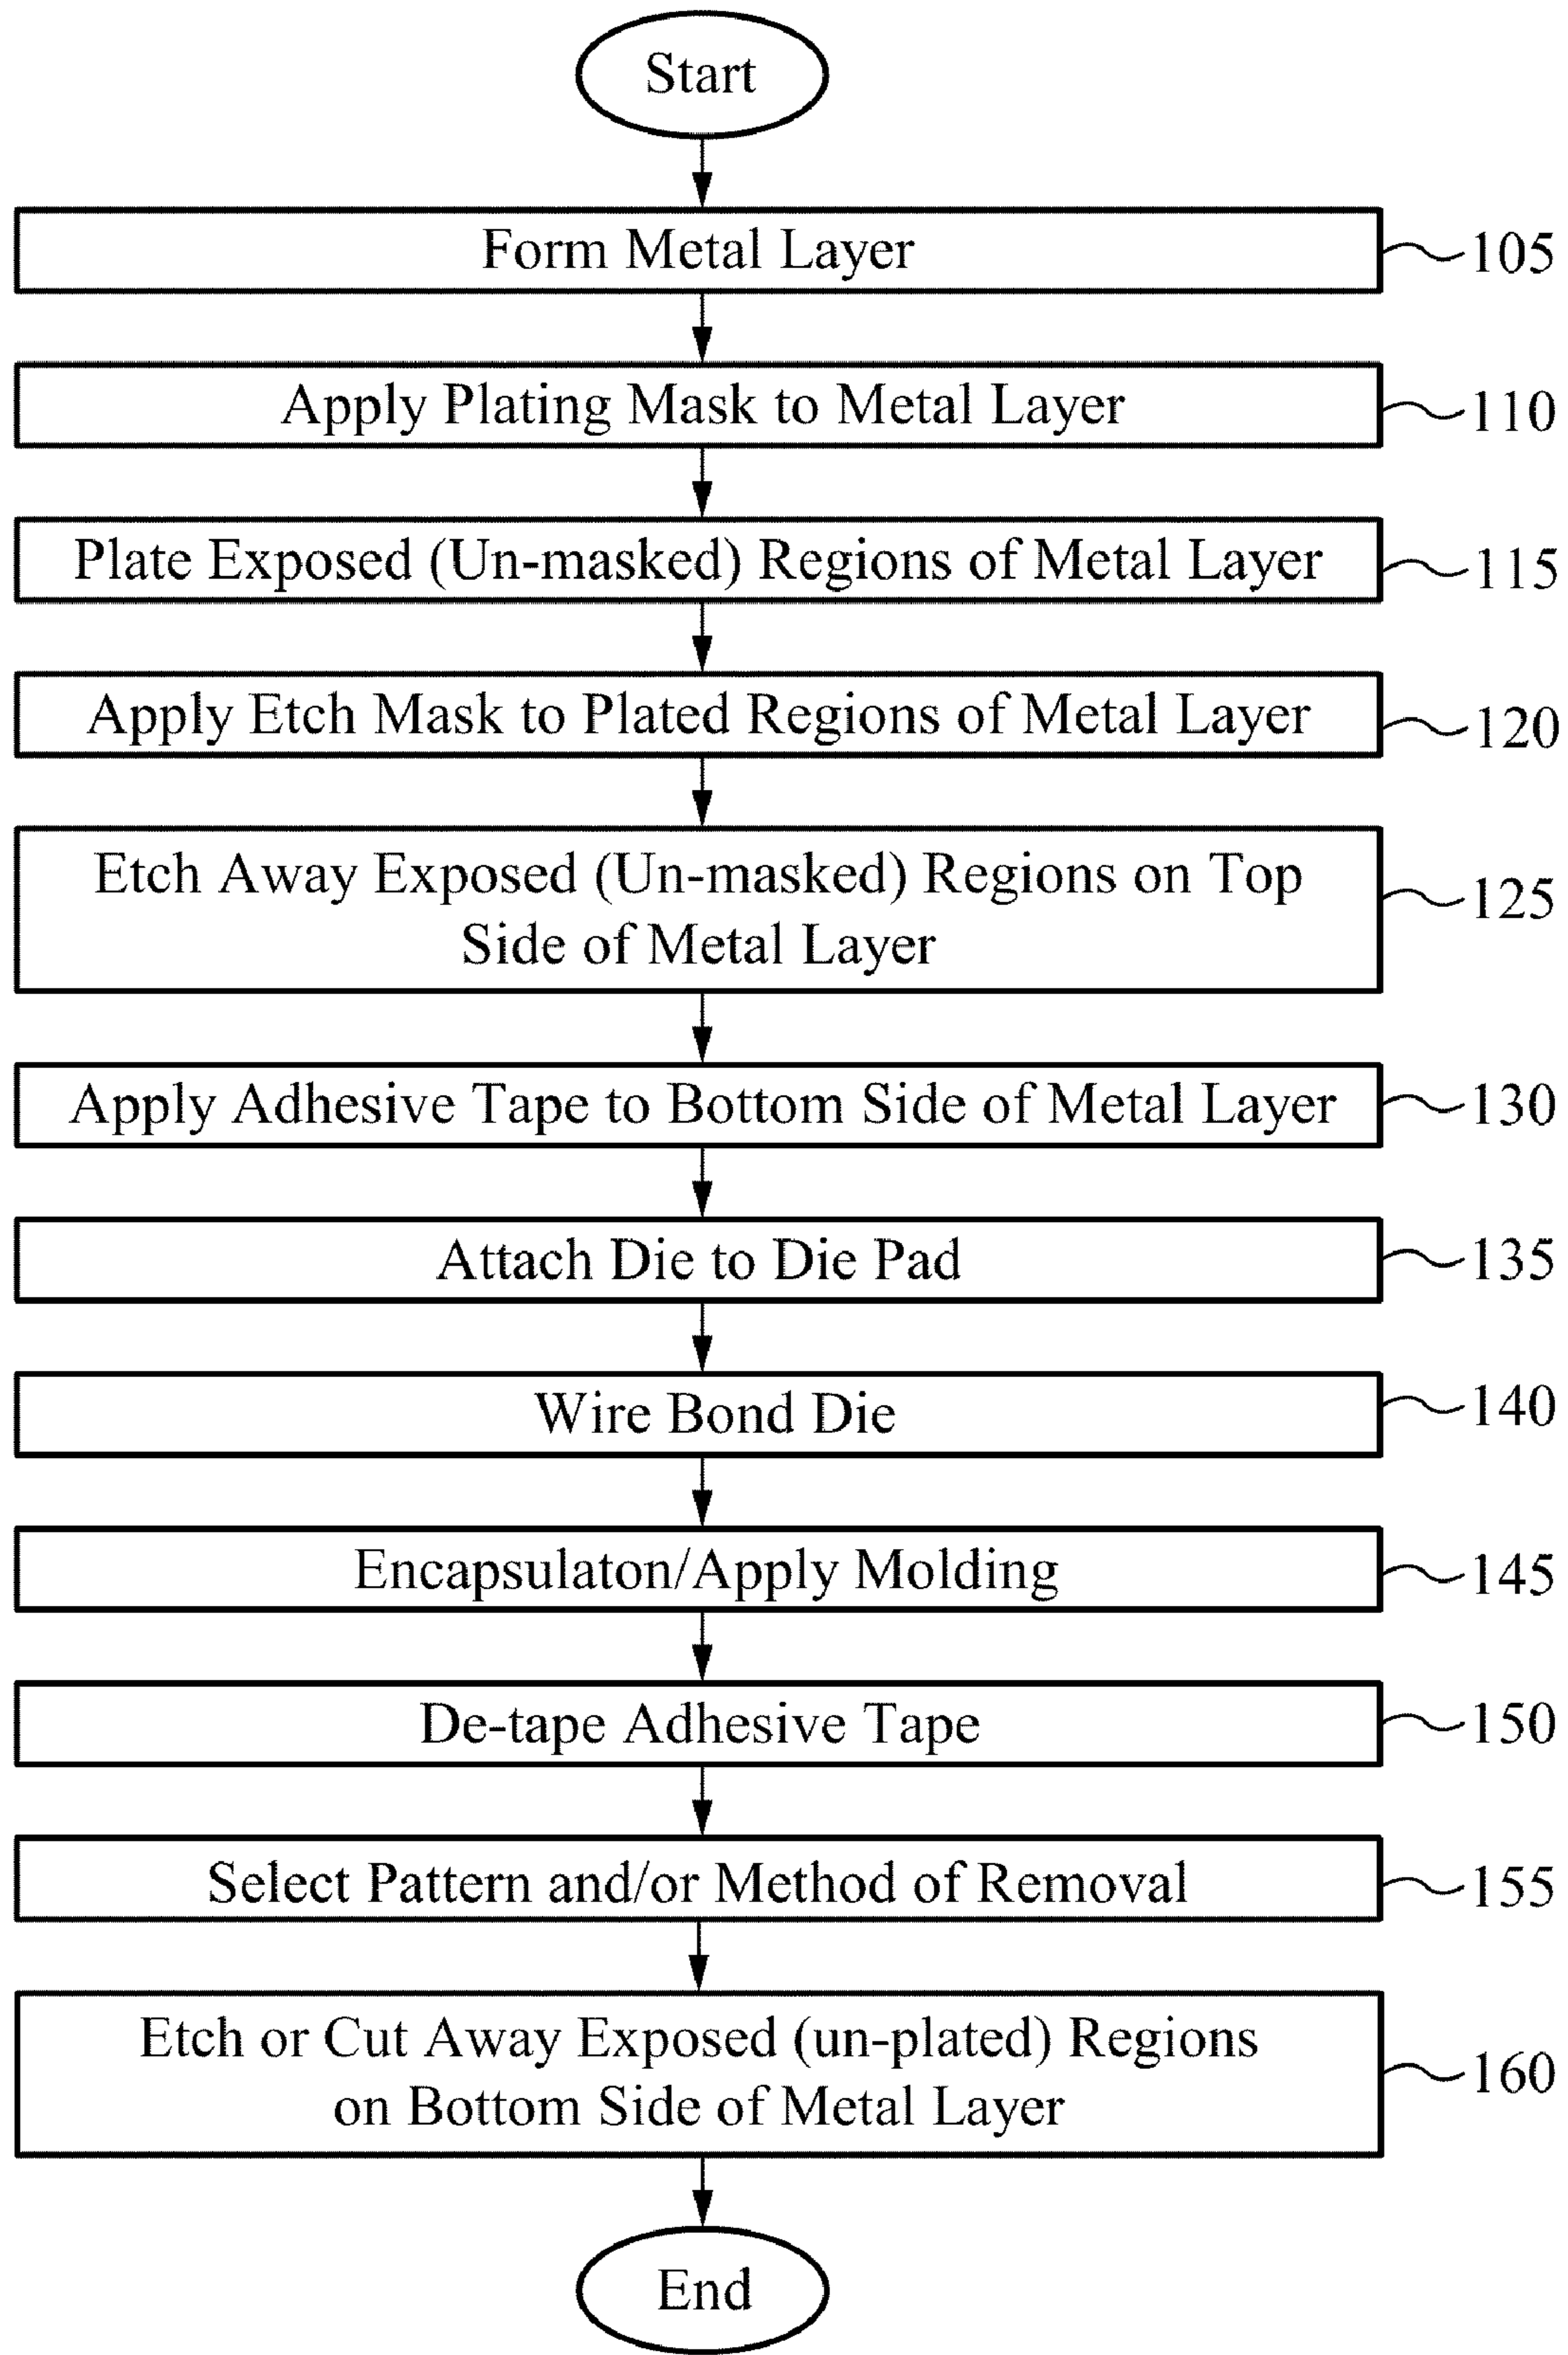 Start
Form Metal Layer
105
Apply Plating Mask to Metal Layer
110
Plate Exposed (Un-masked) Regions of Metal Layer
115
Apply Etch Mask to Plated Regions of Metal Layer
120
Etch Away Exposed (Un-masked) Regions on Top
Side of Metal Layer
125
Apply Adhesive Tape to Bottom Side of Metal Layer
130
Attach Die to Die Pad
135
Wire Bond Die
140
Encapsulaton/Apply Molding
145
De-tape Adhesive Tape
150
Select Pattern and/or Method of Removal
155
Etch or Cut Away Exposed (un-plated) Regions
on Bottom Side of Metal Layer
160
End